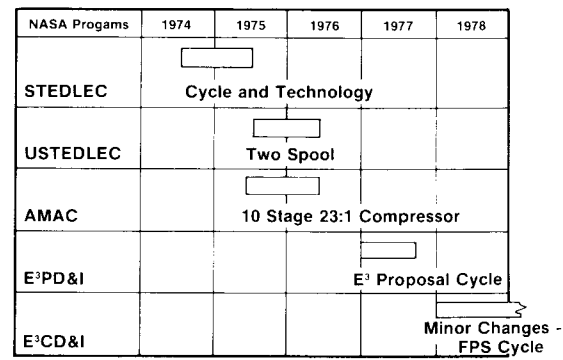 NASA Progams 1974 1975 1976 1977 1978
STEDLEC Cycle and Technology
USTEDLEC Two Spool
AMAC 10 Stage 23:1 Compressor
E³PD&I E³ Proposal Cycle
E³CD&I Minor Changes -
FPS Cycle